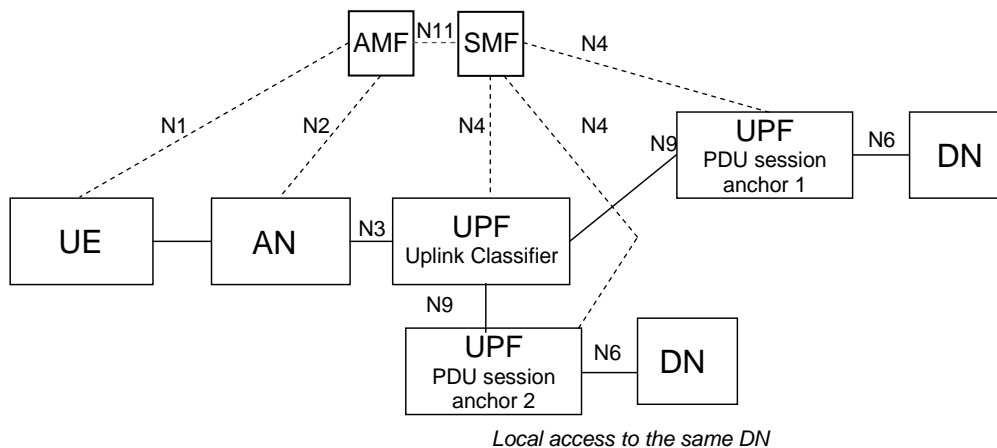 N11
AMF
SMF
N4
N1
N2
N4
N4
N9
UPF
PDU session
anchor 1
N6
DN
UE
AN
N3
UPF
Uplink Classifier
N9
UPF
PDU session
anchor 2
N6
DN
Local access to the same DN